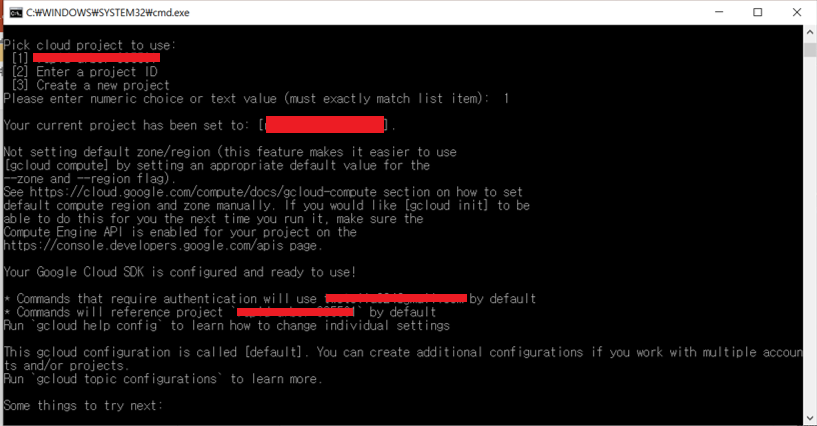 C:₩WINDOWS₩SYSTEM32₩cmd.exe
Pick cloud project to use:
[1]
[2] Enter a project ID
[3] Create a new project
Please enter numeric choice or text value (must exactly match list item):  1
Your current project has been set to: [ ].
Not setting default zone/region (this feature makes it easier to use
[gcloud compute] by setting an appropriate default value for the
--zone and --region flag).
See https://cloud.google.com/compute/docs/gcloud-compute section on how to set
default compute region and zone manually. If you would like [gcloud init] to be
able to do this for you the next time you run it, make sure the
Compute Engine API is enabled for your project on the
https://console.developers.google.com/apis page.
Your Google Cloud SDK is configured and ready to use!
* Commands that require authentication will use by default
* Commands will reference project ` ` by default
Run `gcloud help config` to learn how to change individual settings
This gcloud configuration is called [default]. You can create additional configurations if you work with multiple accoun
ts and/or projects.
Run `gcloud topic configurations` to learn more.
Some things to try next: